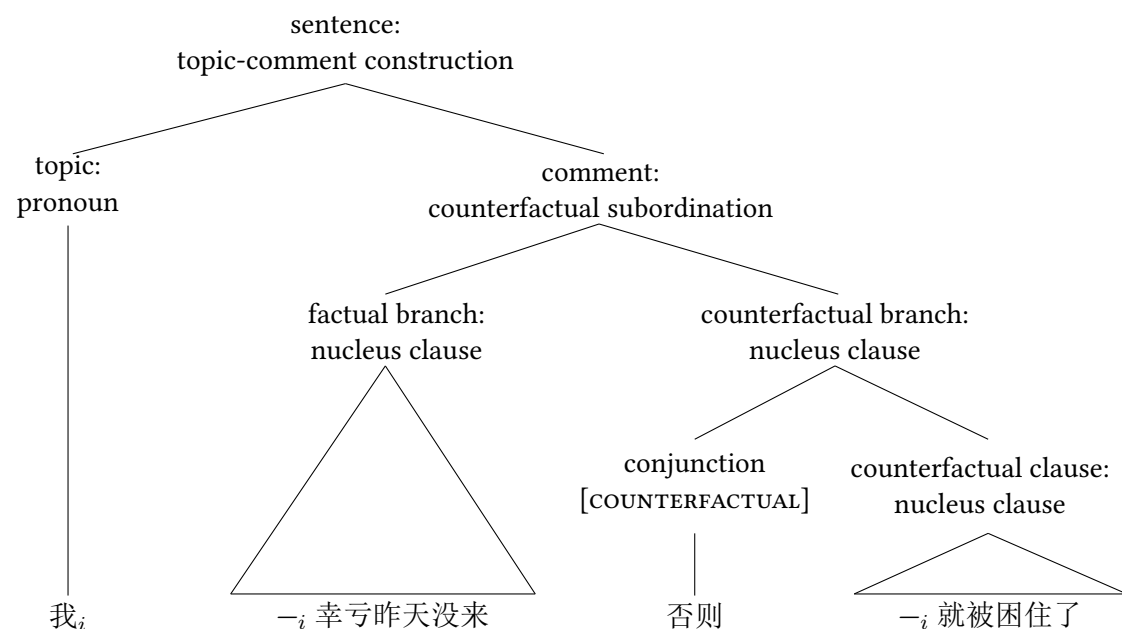 sentence:
topic-comment construction
topic:
pronoun
comment:
counterfactual subordination
factual branch:
nucleus clause
counterfactual branch:
nucleus clause
conjunction
[COUNTERFACTUAL]
counterfactual clause:
nucleus clause
我i
–i 幸亏昨天没来
否则
–i 就被困住了